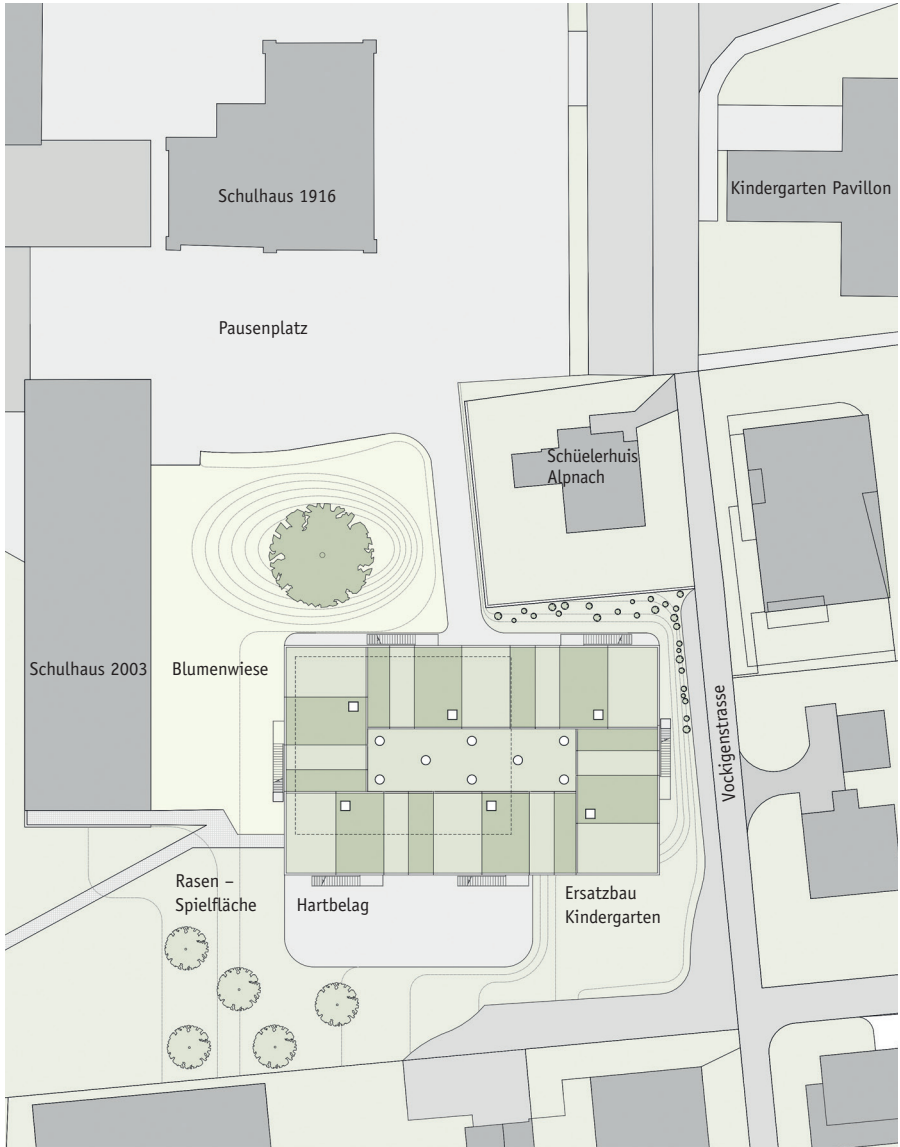 Schulhaus 1916
Kindergarten Pavillon
Pausenplatz
Schüelerhuis
Alpnach
Schulhaus 2003
Blumenwiese
Vockigenstrasse
Rasen –
Spielfläche
Hartbelag
Ersatzbau
Kindergarten